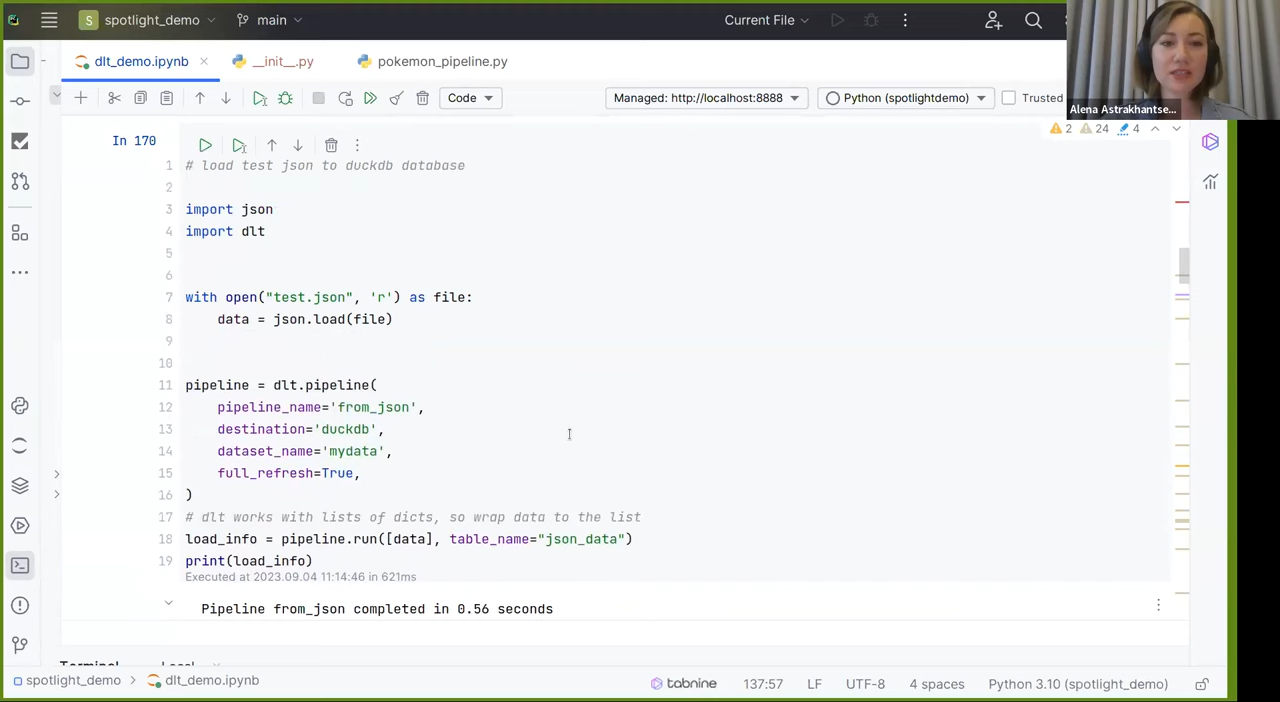 S spotlight_demo main Current File
dlt_demo.ipynb __init__.py pokemon_pipeline.py
Code Managed: http://localhost:8888 Python (spotlightdemo) Trusted
Alena Astrakhantse...
2 24 4
In 170
1 # load test json to duckdb database
2
3 import json
4 import dlt
5
6
7 with open("test.json", 'r') as file:
8 data = json.load(file)
9
10
11 pipeline = dlt.pipeline(
12 pipeline_name='from_json',
13 destination='duckdb',
14 dataset_name='mydata',
15 full_refresh=True,
16 )
17 # dlt works with lists of dicts, so wrap data to the list
18 load_info = pipeline.run([data], table_name="json_data")
19 print(load_info)
Executed at 2023.09.04 11:14:46 in 621ms
Pipeline from_json completed in 0.56 seconds
Terminal Local
spotlight_demo > dlt_demo.ipynb tabnine 137:57 LF UTF-8 4 spaces Python 3.10 (spotlight_demo)